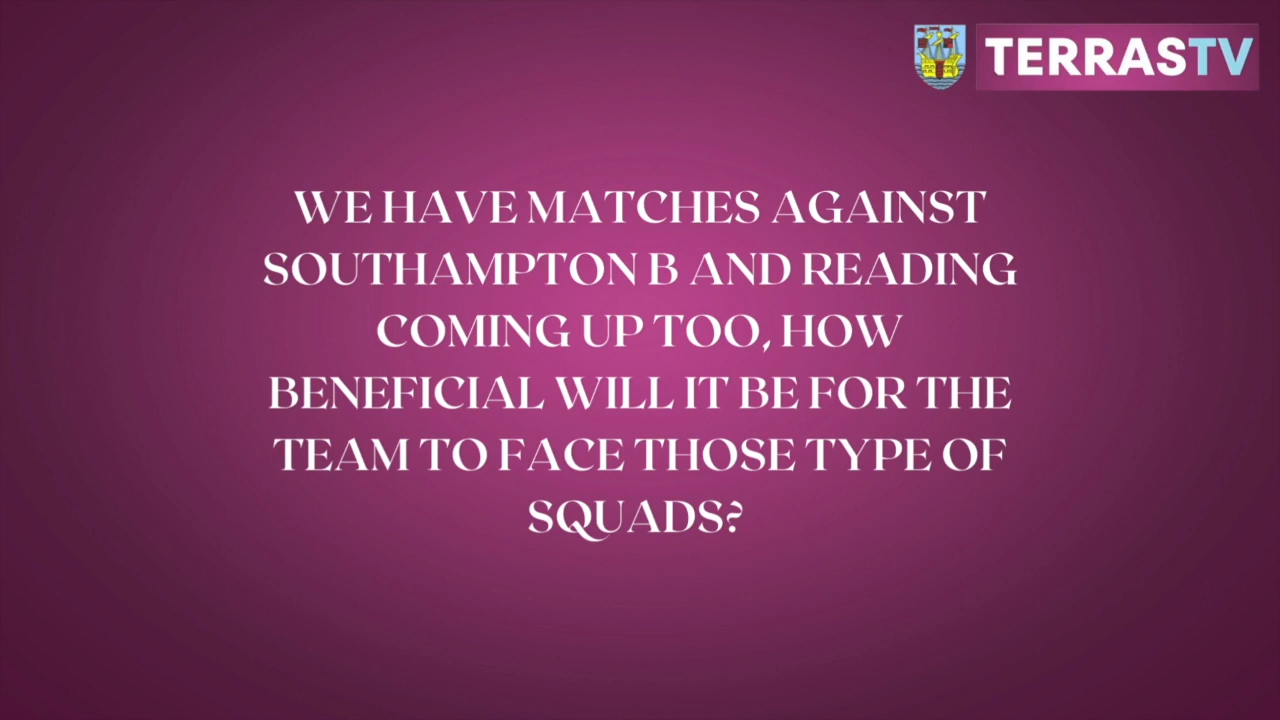 TERRASTV
WE HAVE MATCHES AGAINST
SOUTHAMPTON B AND READING
COMING UP TOO, HOW
BENEFICIAL WILL IT BE FOR THE
TEAM TO FACE THOSE TYPE OF
SQUADS?